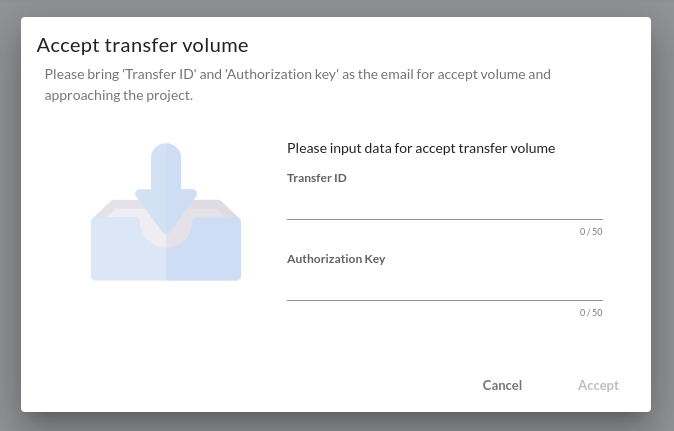 Accept transfer volume
Please bring 'Transfer ID' and 'Authorization key' as the email for accept volume and
approaching the project.
Please input data for accept transfer volume
Transfer ID
0 / 50
Authorization Key
0 / 50
Cancel
Accept